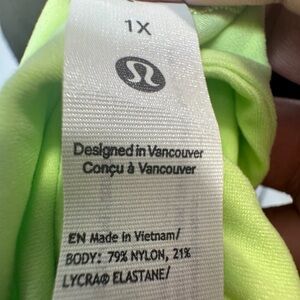 1X
Designed in Vancouver
Conçu à Vancouver
EN Made in Vietnam/
BODY: 79% NYLON, 21%
LYCRA® ELASTANE/